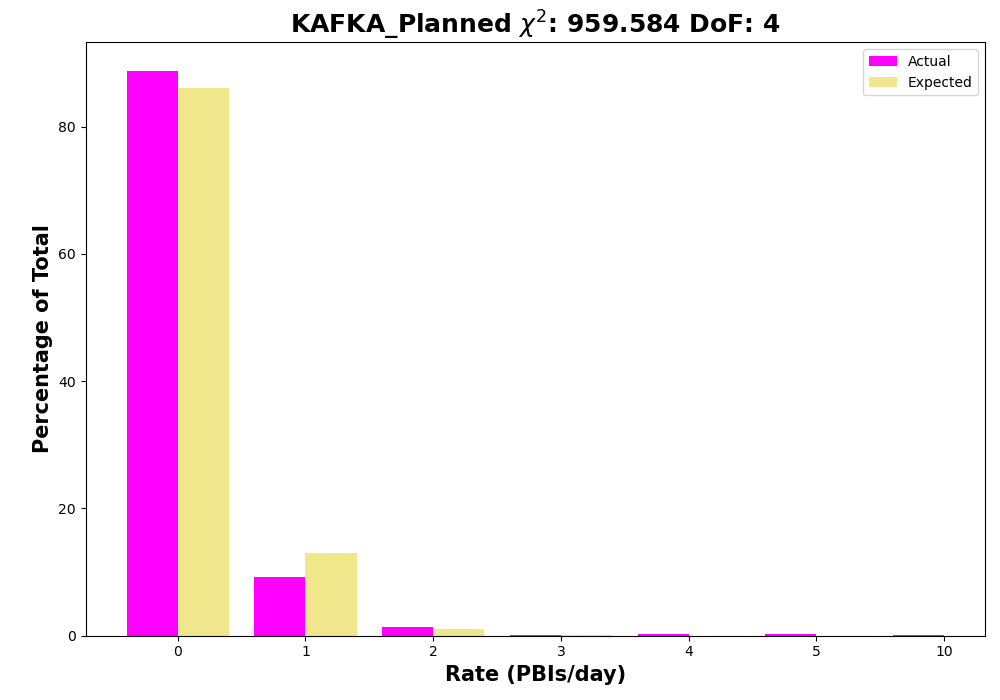 KAFKA_Planned χ²: 959.584 DoF: 4
Actual
Expected
Percentage of Total
80
60
40
20
0
0 1 2 3 4 5 10
Rate (PBIs/day)